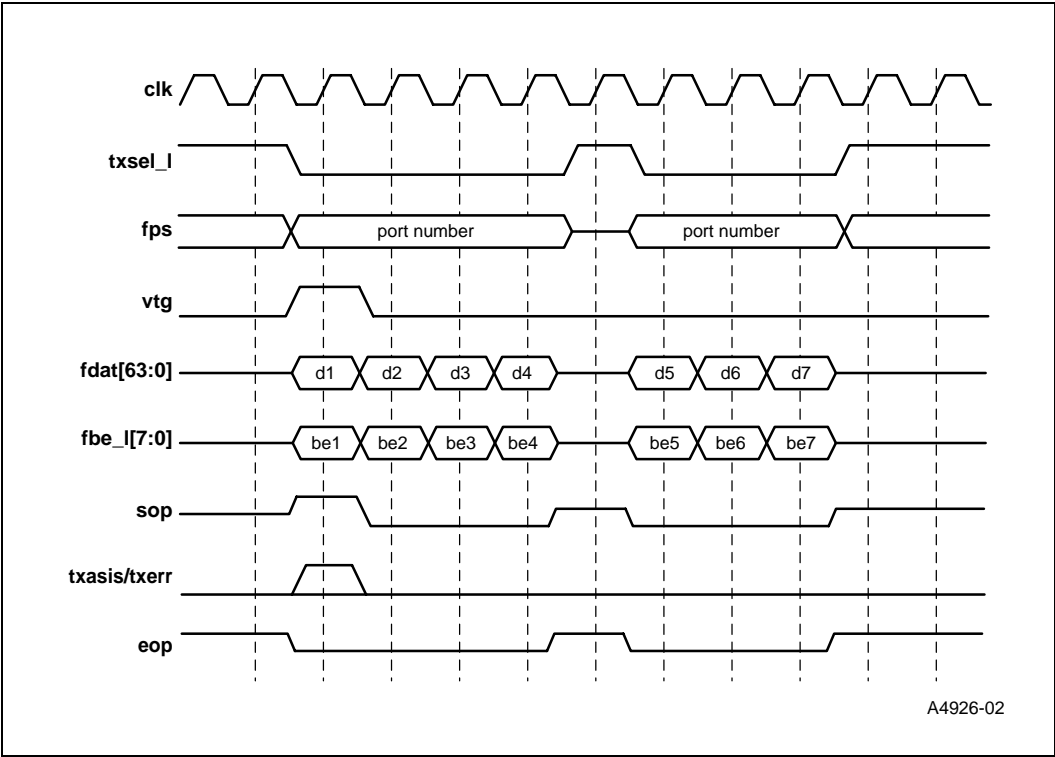 clk
txsel_l
fps port number port number
vtg
fdat[63:0] d1 d2 d3 d4 d5 d6 d7
fbe_l[7:0] be1 be2 be3 be4 be5 be6 be7
sop
txasis/txerr
eop
A4926-02